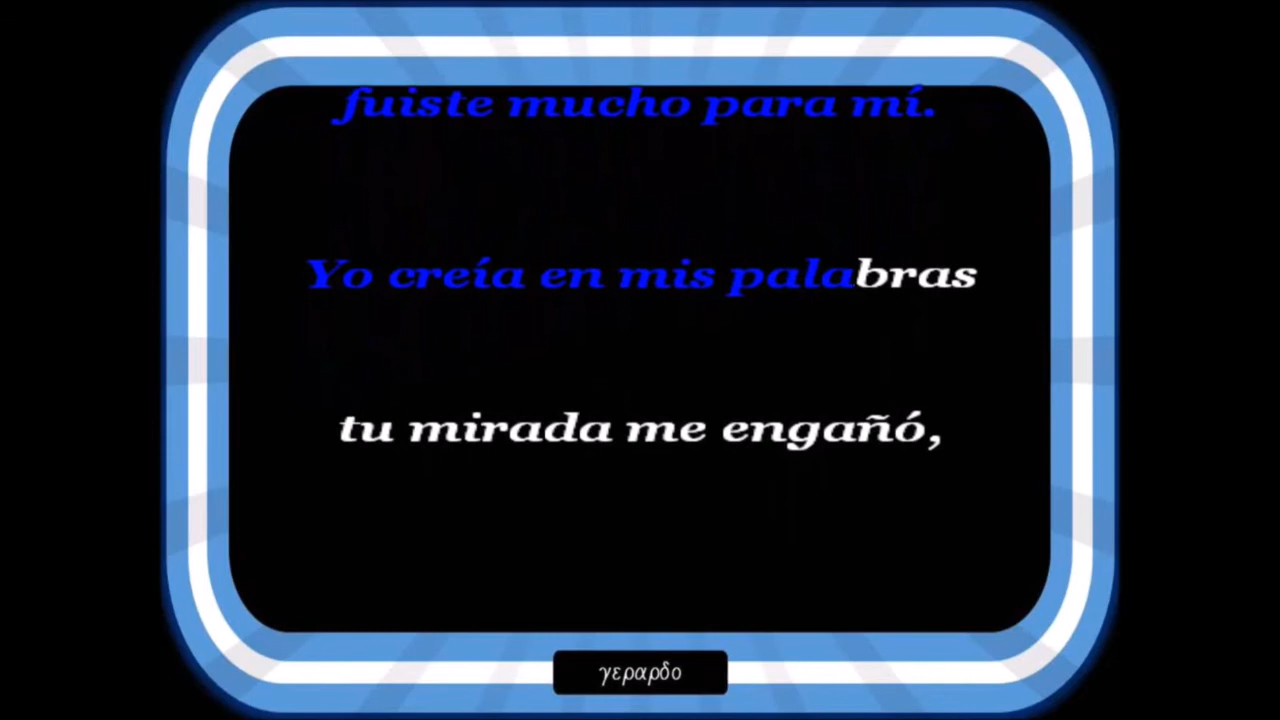 fuiste mucho para mí.
Yo creía en mis palabras
tu mirada me engañó,
γεραρδο